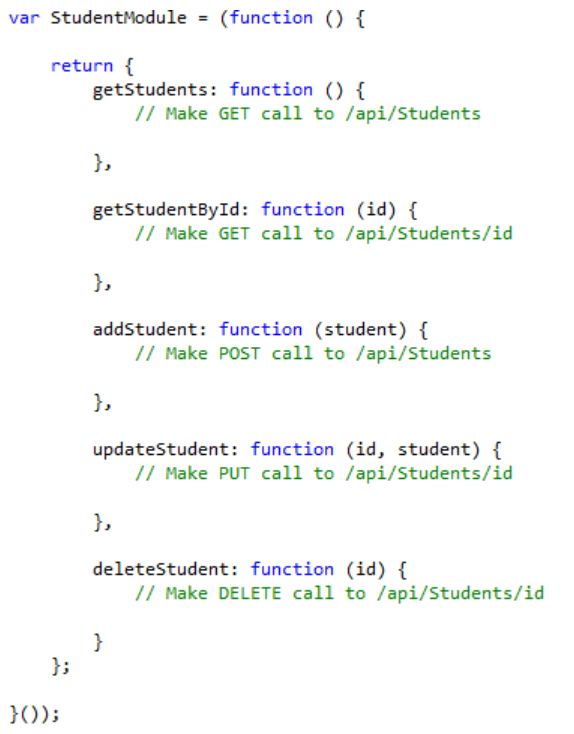 var StudentModule = (function () {

    return {
        getStudents: function () {
            // Make GET call to /api/Students

        },

        getStudentById: function (id) {
            // Make GET call to /api/Students/id

        },

        addStudent: function (student) {
            // Make POST call to /api/Students

        },

        updateStudent: function (id, student) {
            // Make PUT call to /api/Students/id

        },

        deleteStudent: function (id) {
            // Make DELETE call to /api/Students/id

        }
    };

}());